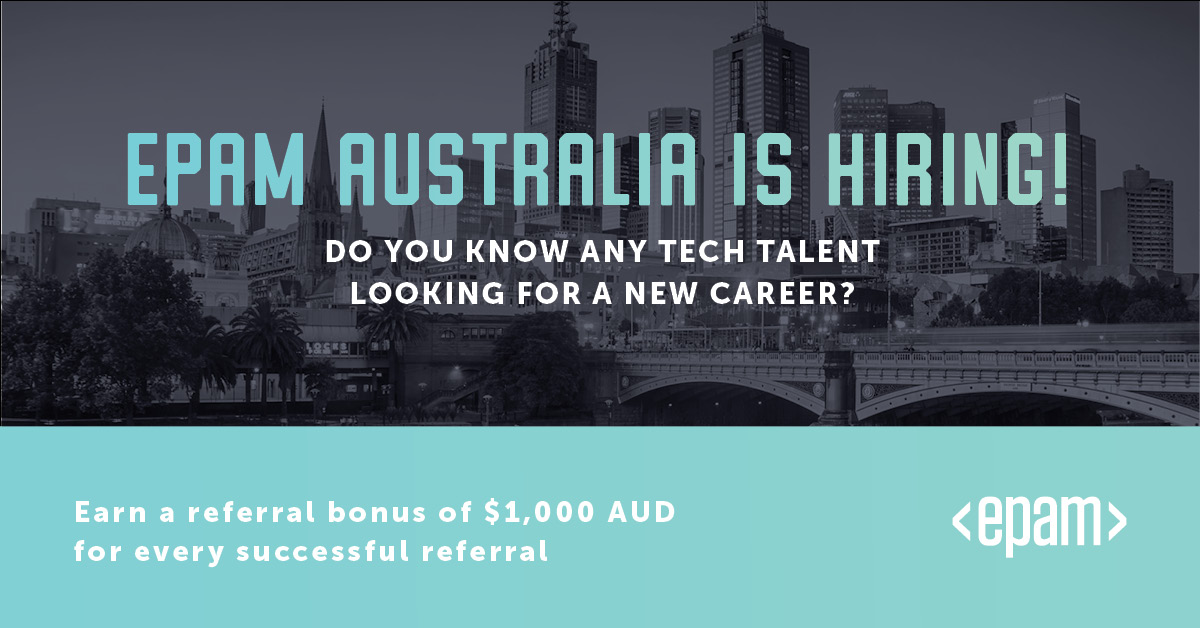 EPAM AUSTRALIA IS HIRING!
DO YOU KNOW ANY TECH TALENT
LOOKING FOR A NEW CAREER?
Earn a referral bonus of $1,000 AUD
for every successful referral
<epam>